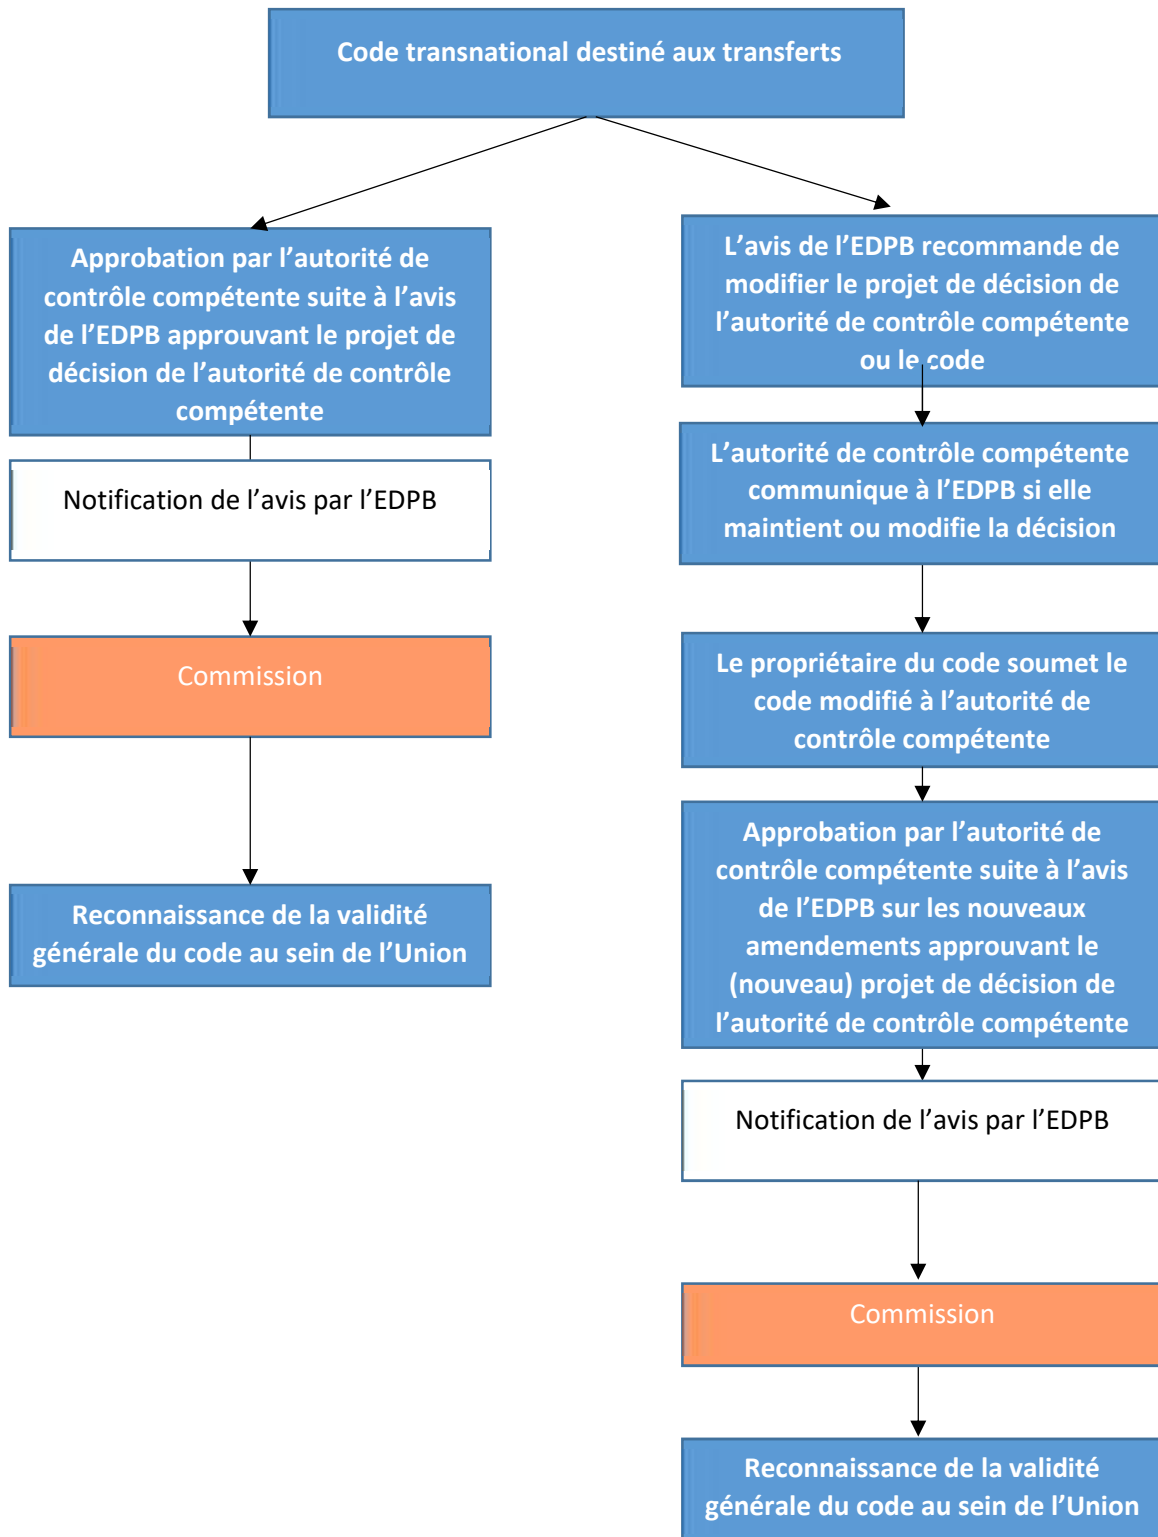 Code transnational destiné aux transferts
Approbation par l’autorité de
contrôle compétente suite à l’avis
de l’EDPB approuvant le projet de
décision de l’autorité de contrôle
compétente
Notification de l’avis par l’EDPB
Commission
Reconnaissance de la validité
générale du code au sein de l’Union
L’avis de l’EDPB recommande de
modifier le projet de décision de
l’autorité de contrôle compétente
ou le code
L’autorité de contrôle compétente
communique à l’EDPB si elle
maintient ou modifie la décision
Le propriétaire du code soumet le
code modifié à l’autorité de
contrôle compétente
Approbation par l’autorité de
contrôle compétente suite à l’avis
de l’EDPB sur les nouveaux
amendements approuvant le
(nouveau) projet de décision de
l’autorité de contrôle compétente
Notification de l’avis par l’EDPB
Commission
Reconnaissance de la validité
générale du code au sein de l’Union